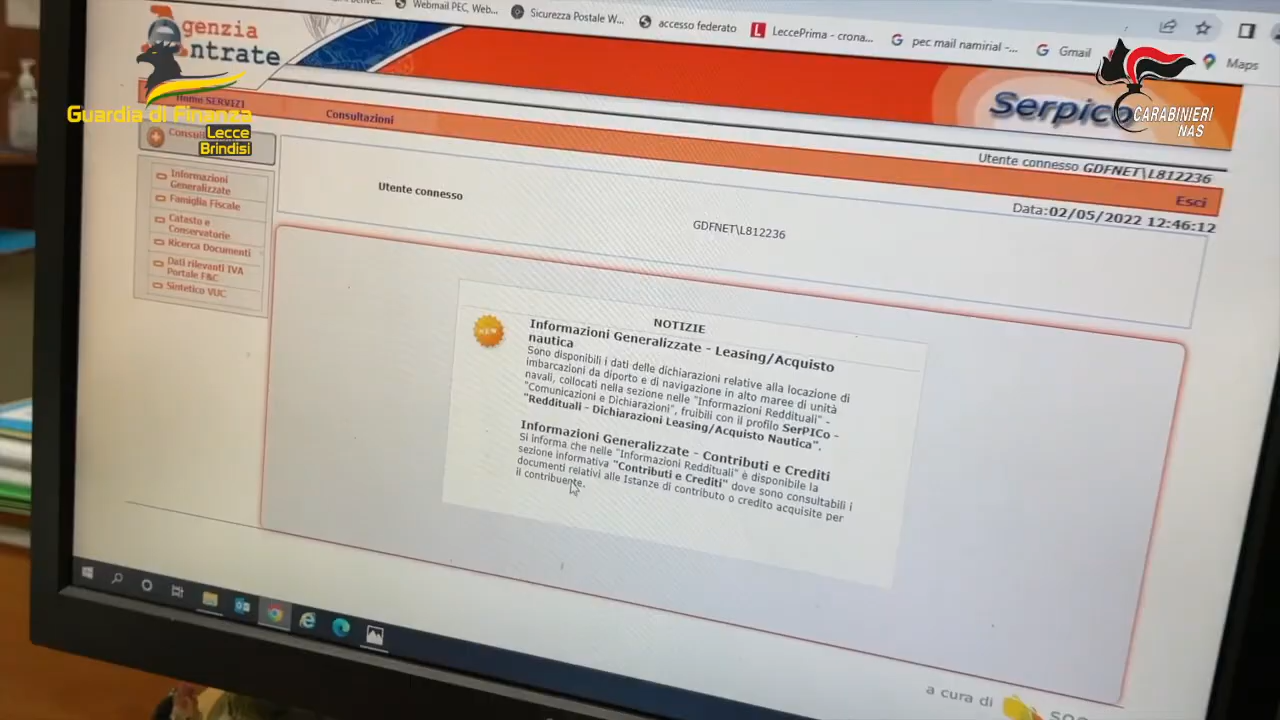 Webmail PEC, Web...
Sicurezza Postale W...
accesso federato
LeccePrima - crona...
pec mail namirial -...
Gmail
Maps
Agenzia
Entrate
Guardia di Finanza
Lecce
Brindisi
Serpico
CARABINIERI
NAS
Home SERVIZI
Consultazioni
Utente connesso GDFNET\L812236
Esci
Data:02/05/2022 12:46:12
Informazioni
Generalizzate
Famiglia Fiscale
Catasto e
Conservatorie
Ricerca Documenti
Dati rilevanti IVA
Portale F&C
Sintetico VUC
Utente connesso
GDFNET\L812236
NEW
NOTIZIE
Informazioni Generalizzate - Leasing/Acquisto
nautica
Sono disponibili i dati delle dichiarazioni relative alla locazione di
imbarcazioni da diporto e di navigazione in alto maree di unità
navali, collocati nella sezione nelle "Informazioni Reddituali" -
"Comunicazioni e Dichiarazioni", fruibili con il profilo SerPICo -
"Reddituali - Dichiarazioni Leasing/Acquisto Nautica".
Informazioni Generalizzate - Contributi e Crediti
Si informa che nelle "Informazioni Reddituali" è disponibile la
sezione informativa "Contributi e Crediti" dove sono consultabili i
documenti relativi alle Istanze di contributo o credito acquisite per
il contribuente.
a cura di